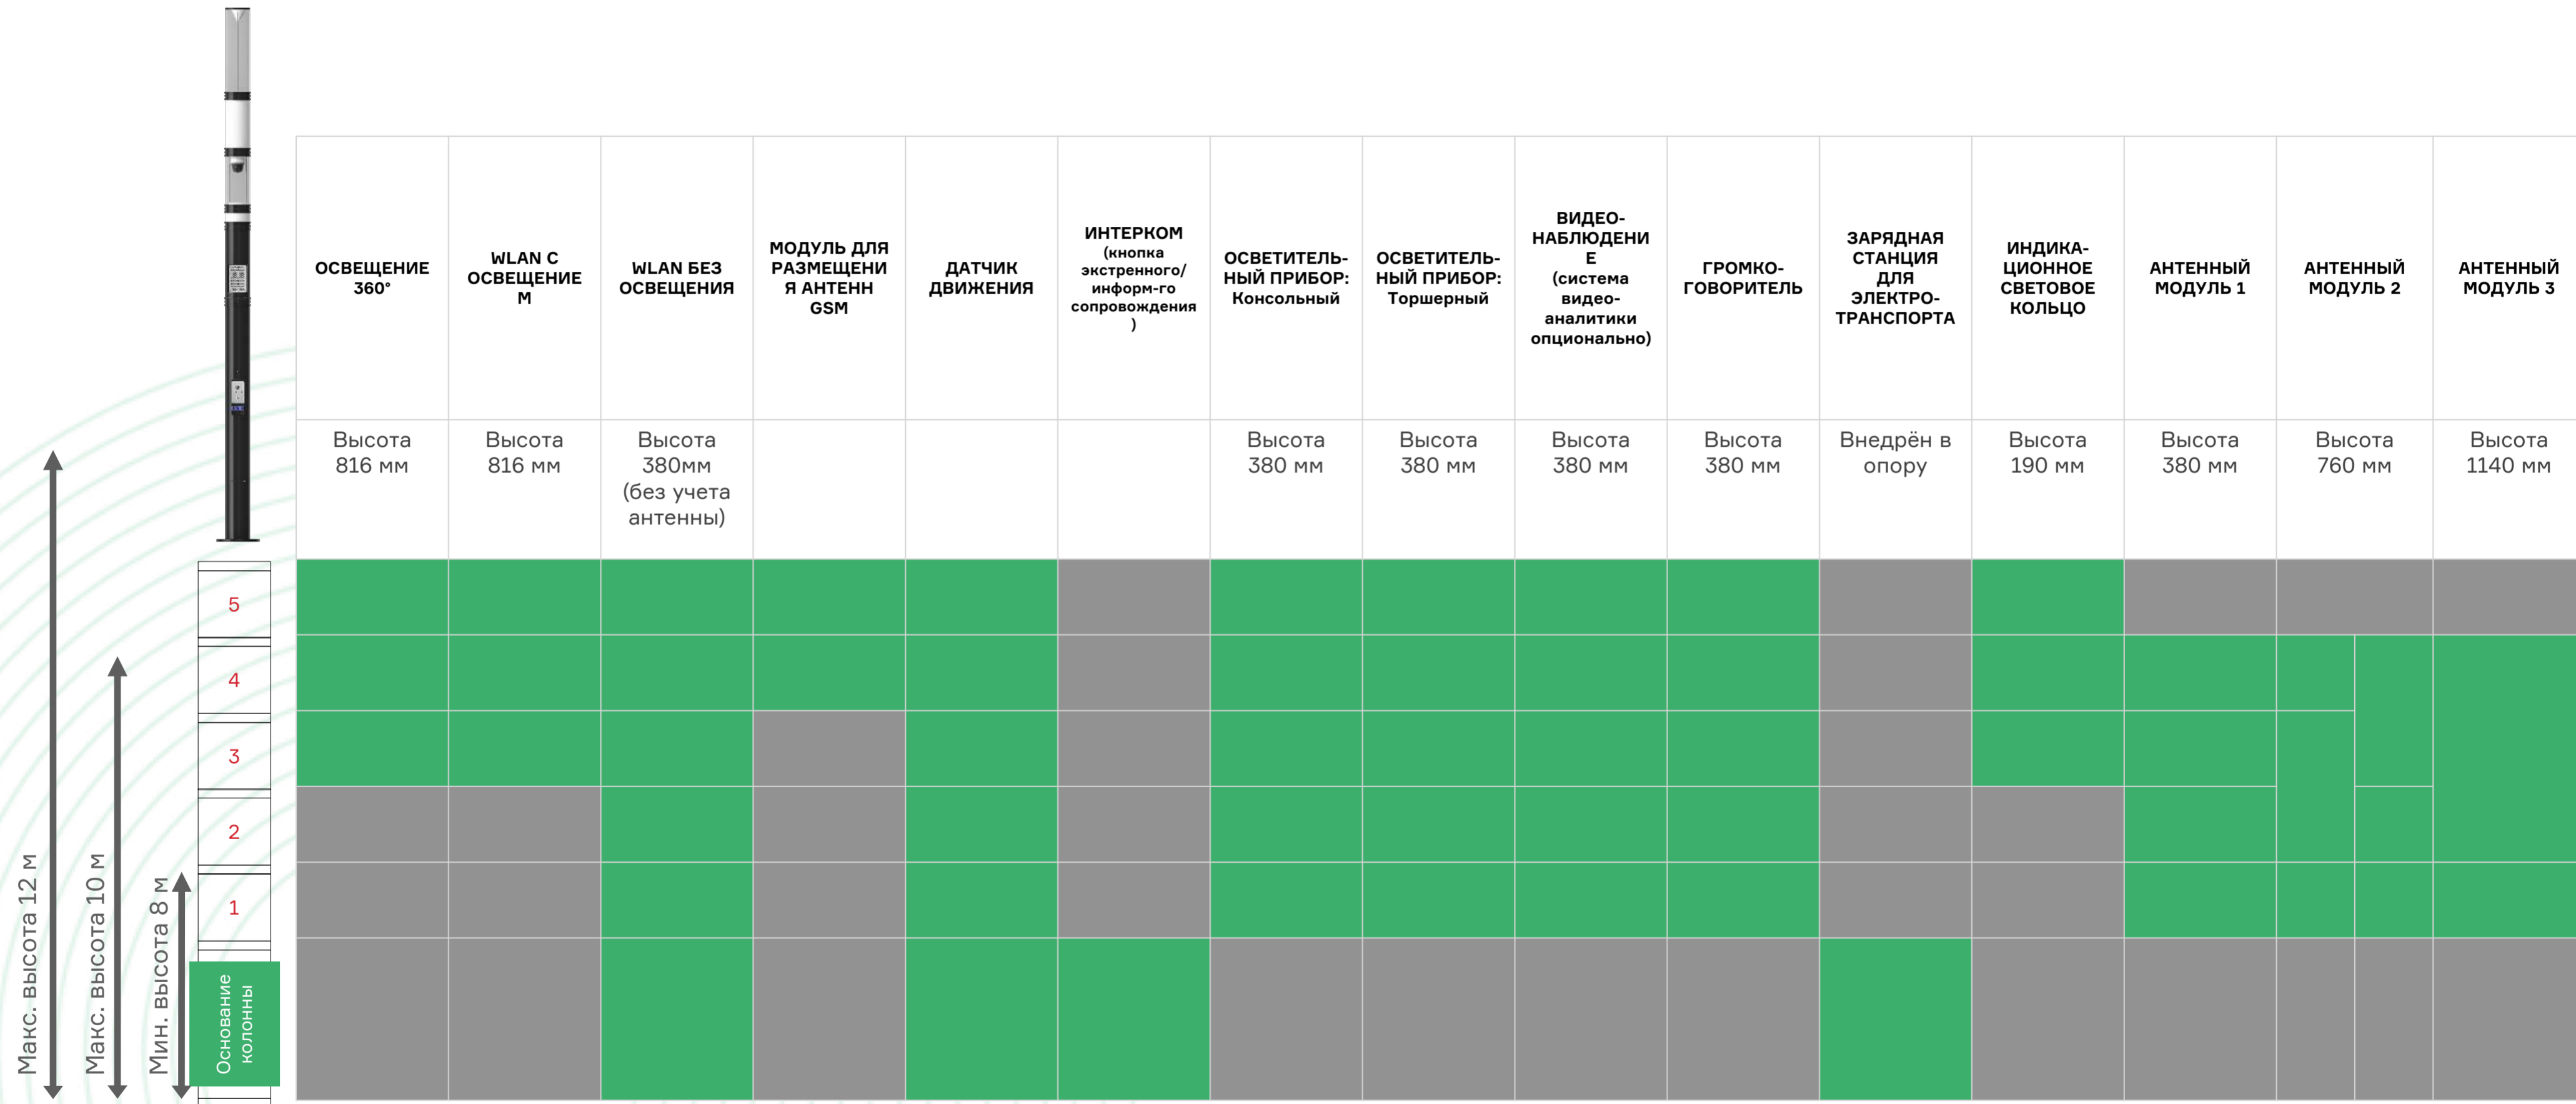 ОСВЕЩЕНИЕ
360°
WLAN С
ОСВЕЩЕНИЕ
М
WLAN БЕЗ
ОСВЕЩЕНИЯ
МОДУЛЬ ДЛЯ
РАЗМЕЩЕНИ
Я АНТЕНН
GSM
ДАТЧИК
ДВИЖЕНИЯ
ИНТЕРКОМ
(кнопка
экстренного/
информ-го
сопровождения
)
ОСВЕТИТЕЛЬ-
НЫЙ ПРИБОР:
Консольный
ОСВЕТИТЕЛЬ-
НЫЙ ПРИБОР:
Торшерный
ВИДЕО-
НАБЛЮДЕНИ
Е
(система
видео-
аналитики
опционально)
ГРОМКО-
ГОВОРИТЕЛЬ
ЗАРЯДНАЯ
СТАНЦИЯ
ДЛЯ
ЭЛЕКТРО-
ТРАНСПОРТА
ИНДИКА-
ЦИОННОЕ
СВЕТОВОЕ
КОЛЬЦО
АНТЕННЫЙ
МОДУЛЬ 1
АНТЕННЫЙ
МОДУЛЬ 2
АНТЕННЫЙ
МОДУЛЬ 3
Высота
816 мм
Высота
816 мм
Высота
380мм
(без учета
антенны)
Высота
380 мм
Высота
380 мм
Высота
380 мм
Высота
380 мм
Внедрён в
опору
Высота
190 мм
Высота
380 мм
Высота
760 мм
Высота
1140 мм
5
4
3
2
1
Макс. высота 12 м
Макс. высота 10 м
Мин. высота 8 м
Основание
колонны